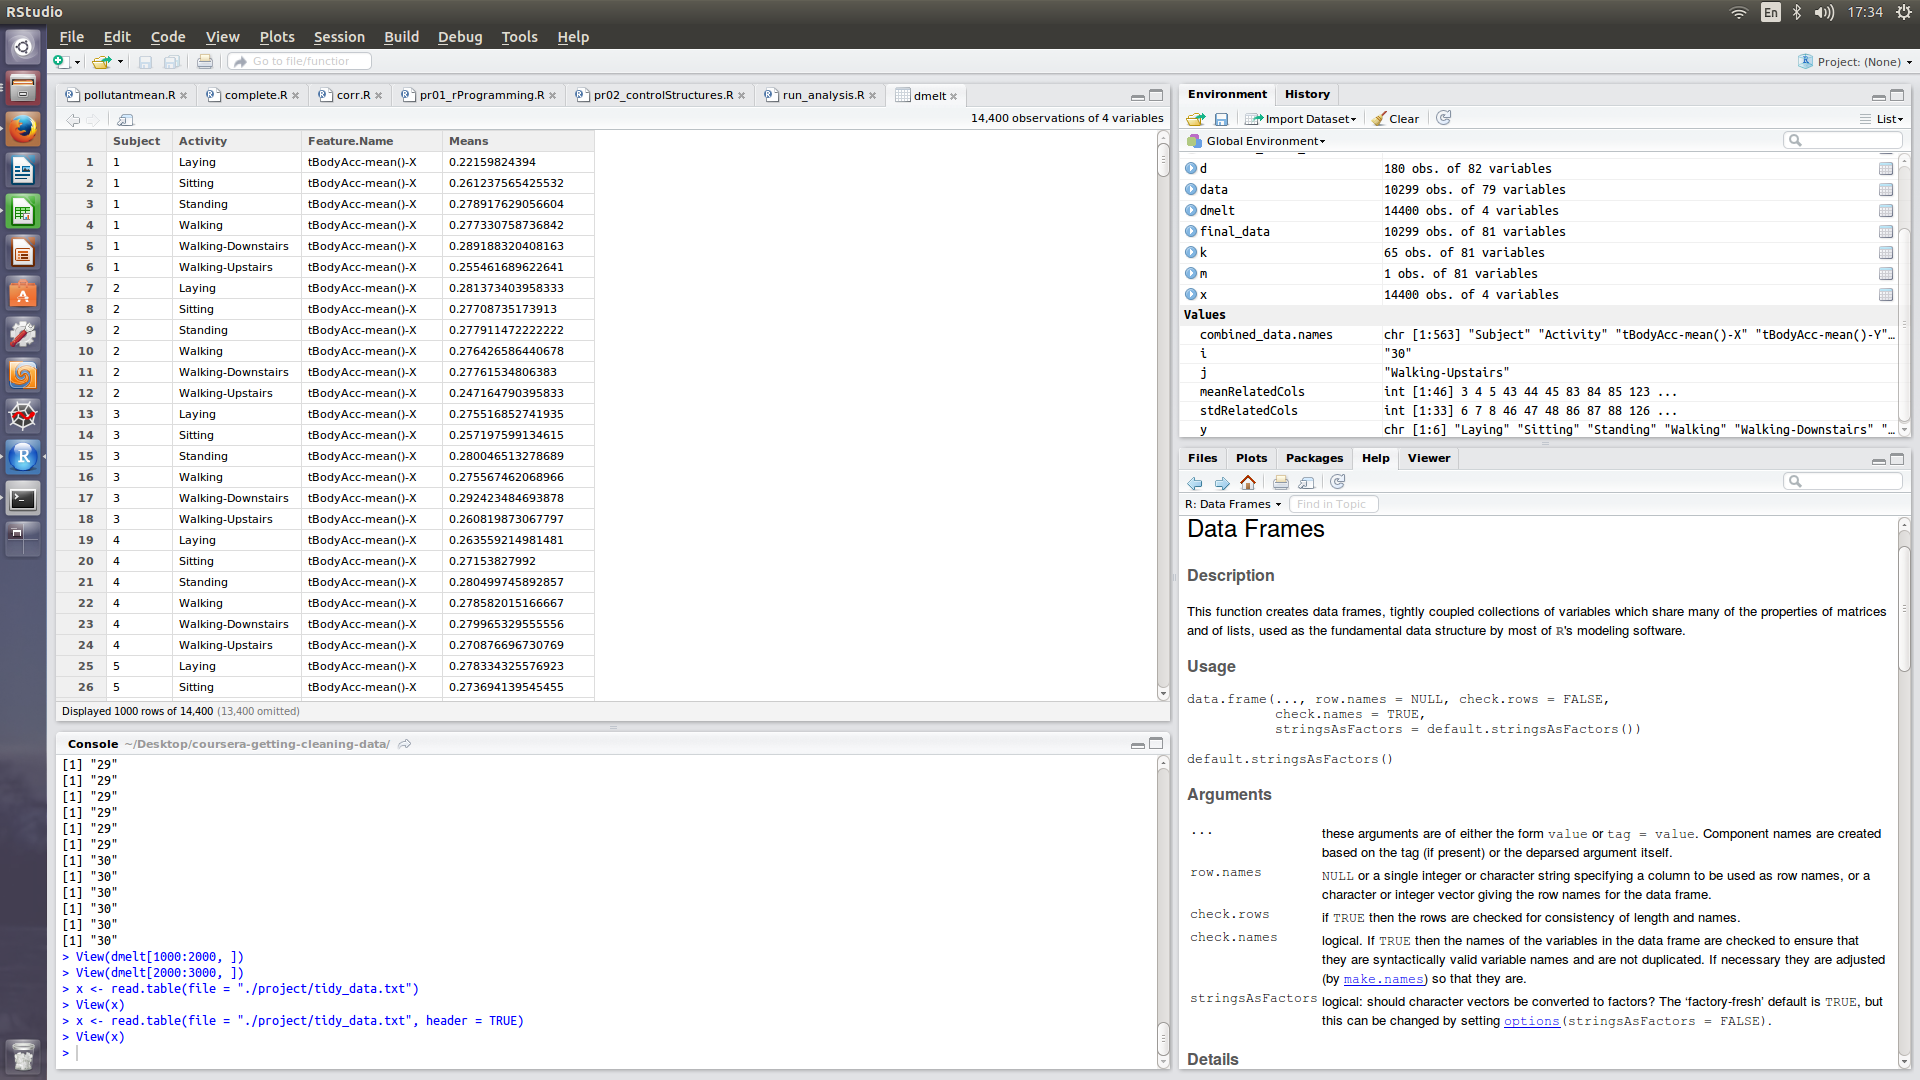 RStudio
En
17:34
File Edit Code View Plots Session Build Debug Tools Help
Go to file/function
Project: (None)
pollutantmean.R
complete.R
corr.R
pr01_rProgramming.R
pr02_controlStructures.R
run_analysis.R
dmelt
14,400 observations of 4 variables
Subject Activity Feature.Name Means
1 1 Laying tBodyAcc-mean()-X 0.22159824394
2 1 Sitting tBodyAcc-mean()-X 0.261237565425532
3 1 Standing tBodyAcc-mean()-X 0.278917629056604
4 1 Walking tBodyAcc-mean()-X 0.277330758736842
5 1 Walking-Downstairs tBodyAcc-mean()-X 0.289188320408163
6 1 Walking-Upstairs tBodyAcc-mean()-X 0.255461689622641
7 2 Laying tBodyAcc-mean()-X 0.281373403958333
8 2 Sitting tBodyAcc-mean()-X 0.27708735173913
9 2 Standing tBodyAcc-mean()-X 0.277911472222222
10 2 Walking tBodyAcc-mean()-X 0.276426586440678
11 2 Walking-Downstairs tBodyAcc-mean()-X 0.27761534806383
12 2 Walking-Upstairs tBodyAcc-mean()-X 0.247164790395833
13 3 Laying tBodyAcc-mean()-X 0.275516852741935
14 3 Sitting tBodyAcc-mean()-X 0.257197599134615
15 3 Standing tBodyAcc-mean()-X 0.280046513278689
16 3 Walking tBodyAcc-mean()-X 0.275567462068966
17 3 Walking-Downstairs tBodyAcc-mean()-X 0.292423484693878
18 3 Walking-Upstairs tBodyAcc-mean()-X 0.260819873067797
19 4 Laying tBodyAcc-mean()-X 0.263559214981481
20 4 Sitting tBodyAcc-mean()-X 0.27153827992
21 4 Standing tBodyAcc-mean()-X 0.280499745892857
22 4 Walking tBodyAcc-mean()-X 0.278582015166667
23 4 Walking-Downstairs tBodyAcc-mean()-X 0.279965329555556
24 4 Walking-Upstairs tBodyAcc-mean()-X 0.270876696730769
25 5 Laying tBodyAcc-mean()-X 0.278334325576923
26 5 Sitting tBodyAcc-mean()-X 0.273694139545455
Displayed 1000 rows of 14,400 (13,400 omitted)
Console ~/Desktop/coursera-getting-cleaning-data/
[1] "29"
[1] "29"
[1] "29"
[1] "29"
[1] "29"
[1] "29"
[1] "30"
[1] "30"
[1] "30"
[1] "30"
[1] "30"
[1] "30"
> View(dmelt[1000:2000, ])
> View(dmelt[2000:3000, ])
> x <- read.table(file = "./project/tidy_data.txt")
> View(x)
> x <- read.table(file = "./project/tidy_data.txt", header = TRUE)
> View(x)
>
Environment History
Import Dataset
Clear
List
Global Environment
d 180 obs. of 82 variables
data 10299 obs. of 79 variables
dmelt 14400 obs. of 4 variables
final_data 10299 obs. of 81 variables
k 65 obs. of 81 variables
m 1 obs. of 81 variables
x 14400 obs. of 4 variables
Values
combined_data.names chr [1:563] "Subject" "Activity" "tBodyAcc-mean()-X" "tBodyAcc-mean()-Y"…
i "30"
j "Walking-Upstairs"
meanRelatedCols int [1:46] 3 4 5 43 44 45 83 84 85 123 ...
stdRelatedCols int [1:33] 6 7 8 46 47 48 86 87 88 126 ...
y chr [1:6] "Laying" "Sitting" "Standing" "Walking" "Walking-Downstairs" "…
Files Plots Packages Help Viewer
R: Data Frames
Find in Topic
Data Frames
Description
This function creates data frames, tightly coupled collections of variables which share many of the properties of matrices
and of lists, used as the fundamental data structure by most of R's modeling software.
Usage
data.frame(..., row.names = NULL, check.rows = FALSE,
check.names = TRUE,
stringsAsFactors = default.stringsAsFactors())
default.stringsAsFactors()
Arguments
... these arguments are of either the form value or tag = value. Component names are created
based on the tag (if present) or the deparsed argument itself.
row.names NULL or a single integer or character string specifying a column to be used as row names, or a
character or integer vector giving the row names for the data frame.
check.rows if TRUE then the rows are checked for consistency of length and names.
check.names logical. If TRUE then the names of the variables in the data frame are checked to ensure that
they are syntactically valid variable names and are not duplicated. If necessary they are adjusted
(by make.names) so that they are.
stringsAsFactors logical: should character vectors be converted to factors? The ‘factory-fresh’ default is TRUE, but
this can be changed by setting options(stringsAsFactors = FALSE).
Details